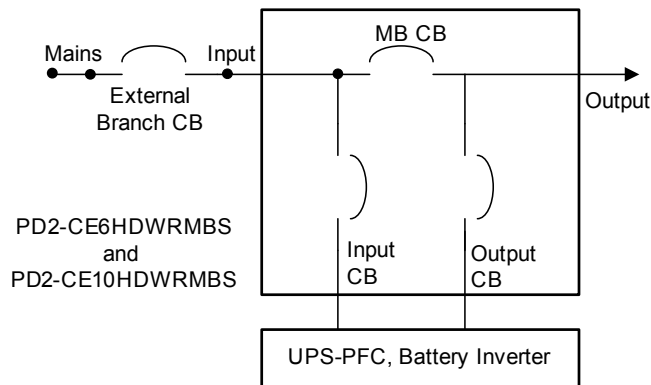 MB CB
Mains
Input
External
Branch CB
Output
PD2-CE6HDWRMBS
and
PD2-CE10HDWRMBS
Input
CB
Output
CB
UPS-PFC, Battery Inverter